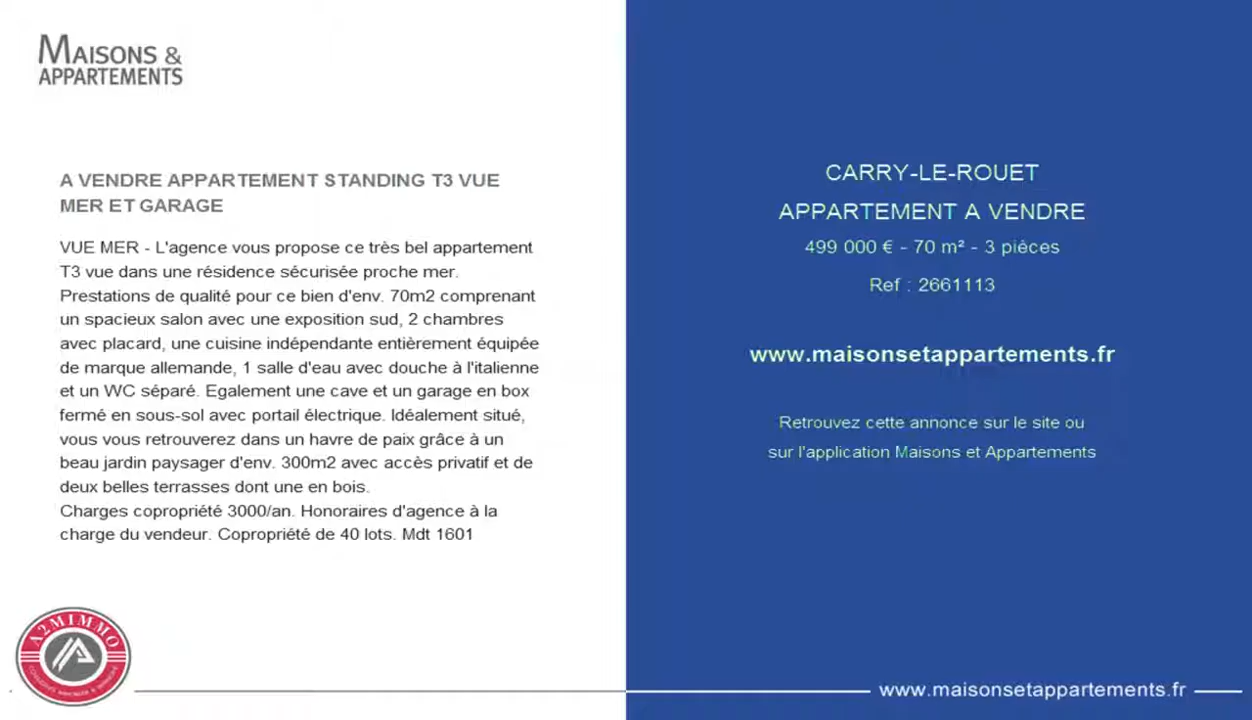 MAISONS &
APPARTEMENTS
A VENDRE APPARTEMENT STANDING T3 VUE
MER ET GARAGE
VUE MER - L'agence vous propose ce très bel appartement
T3 vue dans une résidence sécurisée proche mer.
Prestations de qualité pour ce bien d'env. 70m2 comprenant
un spacieux salon avec une exposition sud, 2 chambres
avec placard, une cuisine indépendante entièrement équipée
de marque allemande, 1 salle d'eau avec douche à l'italienne
et un WC séparé. Egalement une cave et un garage en box
fermé en sous-sol avec portail électrique. Idéalement situé,
vous vous retrouverez dans un havre de paix grâce à un
beau jardin paysager d'env. 300m2 avec accès privatif et de
deux belles terrasses dont une en bois.
Charges copropriété 3000/an. Honoraires d'agence à la
charge du vendeur. Copropriété de 40 lots. Mdt 1601
A2MIMMO
CARRY-LE-ROUET
APPARTEMENT A VENDRE
499 000 € - 70 m² - 3 pièces
Ref : 2661113
www.maisonsetappartements.fr
Retrouvez cette annonce sur le site ou
sur l'application Maisons et Appartements
www.maisonsetappartements.fr